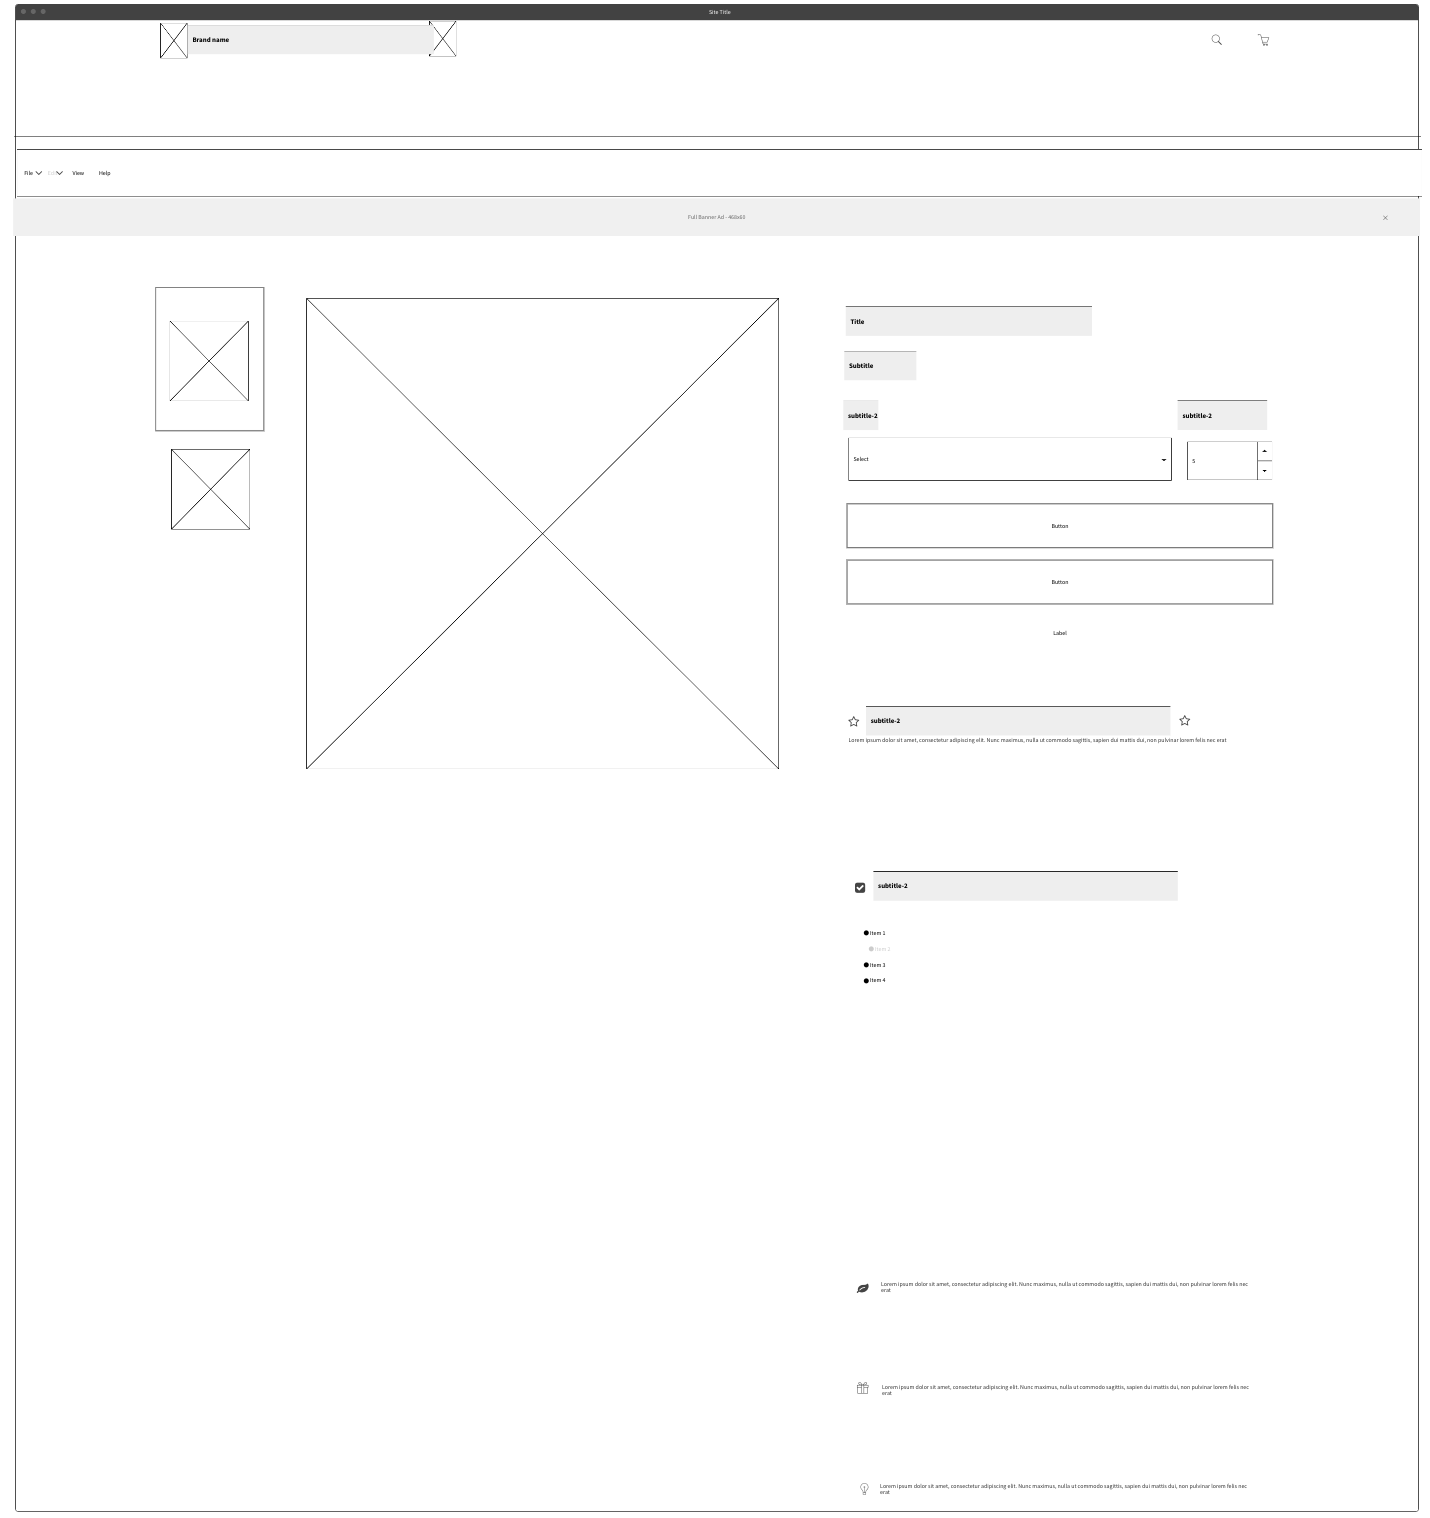 Site Title
Brand name
File Edit View Help
Full Banner Ad - 468x60
Title
Subtitle
subtitle-2 subtitle-2
Select 5
Button
Button
Label
subtitle-2
Lorem ipsum dolor sit amet, consectetur adipiscing elit. Nunc maximus, nulla ut commodo sagittis, sapien dui mattis dui, non pulvinar lorem felis nec erat
subtitle-2
Item 1
Item 2
Item 3
Item 4
Lorem ipsum dolor sit amet, consectetur adipiscing elit. Nunc maximus, nulla ut commodo sagittis, sapien dui mattis dui, non pulvinar lorem felis nec
erat
Lorem ipsum dolor sit amet, consectetur adipiscing elit. Nunc maximus, nulla ut commodo sagittis, sapien dui mattis dui, non pulvinar lorem felis nec
erat
Lorem ipsum dolor sit amet, consectetur adipiscing elit. Nunc maximus, nulla ut commodo sagittis, sapien dui mattis dui, non pulvinar lorem felis nec
erat